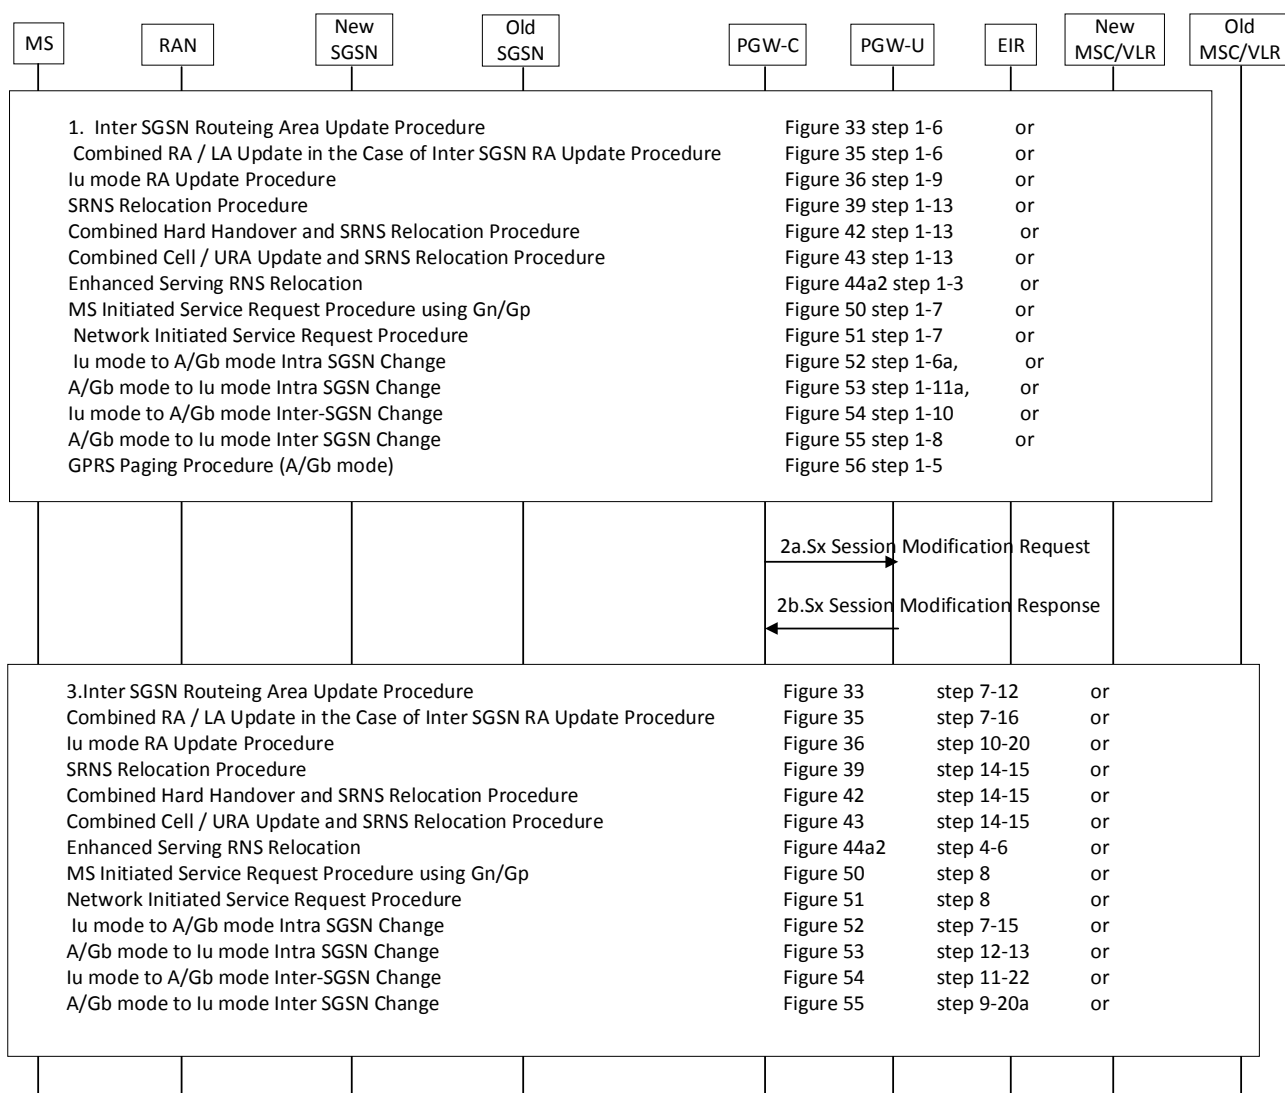 MS
RAN
New
SGSN
Old
SGSN
PGW-C
PGW-U
EIR
New
MSC/VLR
Old
MSC/VLR
1. Inter SGSN Routeing Area Update Procedure Figure 33 step 1-6 or
Combined RA / LA Update in the Case of Inter SGSN RA Update Procedure Figure 35 step 1-6 or
Iu mode RA Update Procedure Figure 36 step 1-9 or
SRNS Relocation Procedure Figure 39 step 1-13 or
Combined Hard Handover and SRNS Relocation Procedure Figure 42 step 1-13 or
Combined Cell / URA Update and SRNS Relocation Procedure Figure 43 step 1-13 or
Enhanced Serving RNS Relocation Figure 44a2 step 1-3 or
MS Initiated Service Request Procedure using Gn/Gp Figure 50 step 1-7 or
Network Initiated Service Request Procedure Figure 51 step 1-7 or
Iu mode to A/Gb mode Intra SGSN Change Figure 52 step 1-6a, or
A/Gb mode to Iu mode Intra SGSN Change Figure 53 step 1-11a, or
Iu mode to A/Gb mode Inter-SGSN Change Figure 54 step 1-10 or
A/Gb mode to Iu mode Inter SGSN Change Figure 55 step 1-8 or
GPRS Paging Procedure (A/Gb mode) Figure 56 step 1-5
2a.Sx Session Modification Request
2b.Sx Session Modification Response
3.Inter SGSN Routeing Area Update Procedure Figure 33 step 7-12 or
Combined RA / LA Update in the Case of Inter SGSN RA Update Procedure Figure 35 step 7-16 or
Iu mode RA Update Procedure Figure 36 step 10-20 or
SRNS Relocation Procedure Figure 39 step 14-15 or
Combined Hard Handover and SRNS Relocation Procedure Figure 42 step 14-15 or
Combined Cell / URA Update and SRNS Relocation Procedure Figure 43 step 14-15 or
Enhanced Serving RNS Relocation Figure 44a2 step 4-6 or
MS Initiated Service Request Procedure using Gn/Gp Figure 50 step 8 or
Network Initiated Service Request Procedure Figure 51 step 8 or
Iu mode to A/Gb mode Intra SGSN Change Figure 52 step 7-15 or
A/Gb mode to Iu mode Intra SGSN Change Figure 53 step 12-13 or
Iu mode to A/Gb mode Inter-SGSN Change Figure 54 step 11-22 or
A/Gb mode to Iu mode Inter SGSN Change Figure 55 step 9-20a or